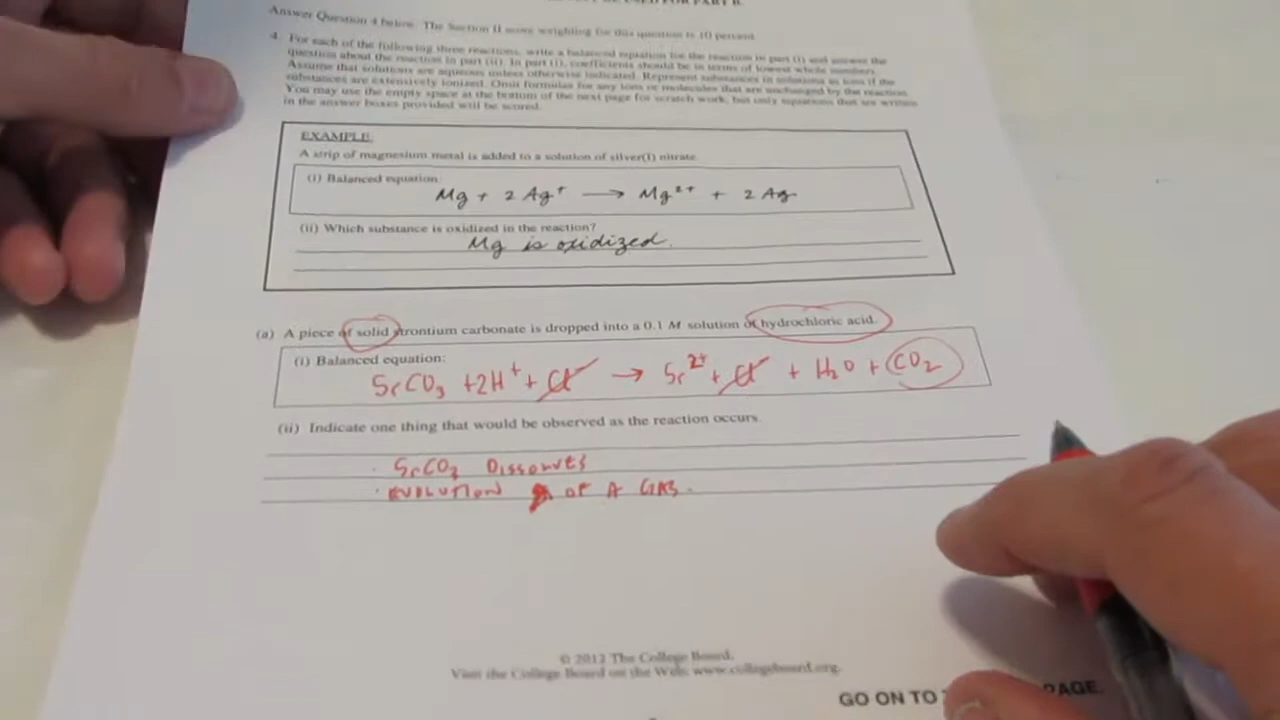 USED FOR PART B.
Answer Question 4 below. The Section II score weighting for this question is 10 percent.
4. For each of the following three reactions, write a balanced equation for the reaction in part (i) and answer the
question about the reaction in part (ii). In part (i), coefficients should be in terms of lowest whole numbers.
Assume that solutions are aqueous unless otherwise indicated. Represent substances in solutions as ions if the
substances are extensively ionized. Omit formulas for any ions or molecules that are unchanged by the reaction.
You may use the empty space at the bottom of the next page for scratch work, but only equations that are written
in the answer boxes provided will be scored.
EXAMPLE:
A strip of magnesium metal is added to a solution of silver(I) nitrate.
(i) Balanced equation:
Mg + 2 Ag⁺ → Mg²⁺ + 2 Ag
(ii) Which substance is oxidized in the reaction?
Mg is oxidized.
(a) A piece of solid strontium carbonate is dropped into a 0.1 M solution of hydrochloric acid.
(i) Balanced equation:
SrCO₃ + 2H⁺ + Cl⁻ → Sr²⁺ + Cl⁻ + H₂O + CO₂
(ii) Indicate one thing that would be observed as the reaction occurs.
· SrCO₃ DISSOLVES
· EVOLUTION OF A GAS.
© 2012 The College Board.
Visit the College Board on the Web: www.collegeboard.org.
GO ON TO PAGE.